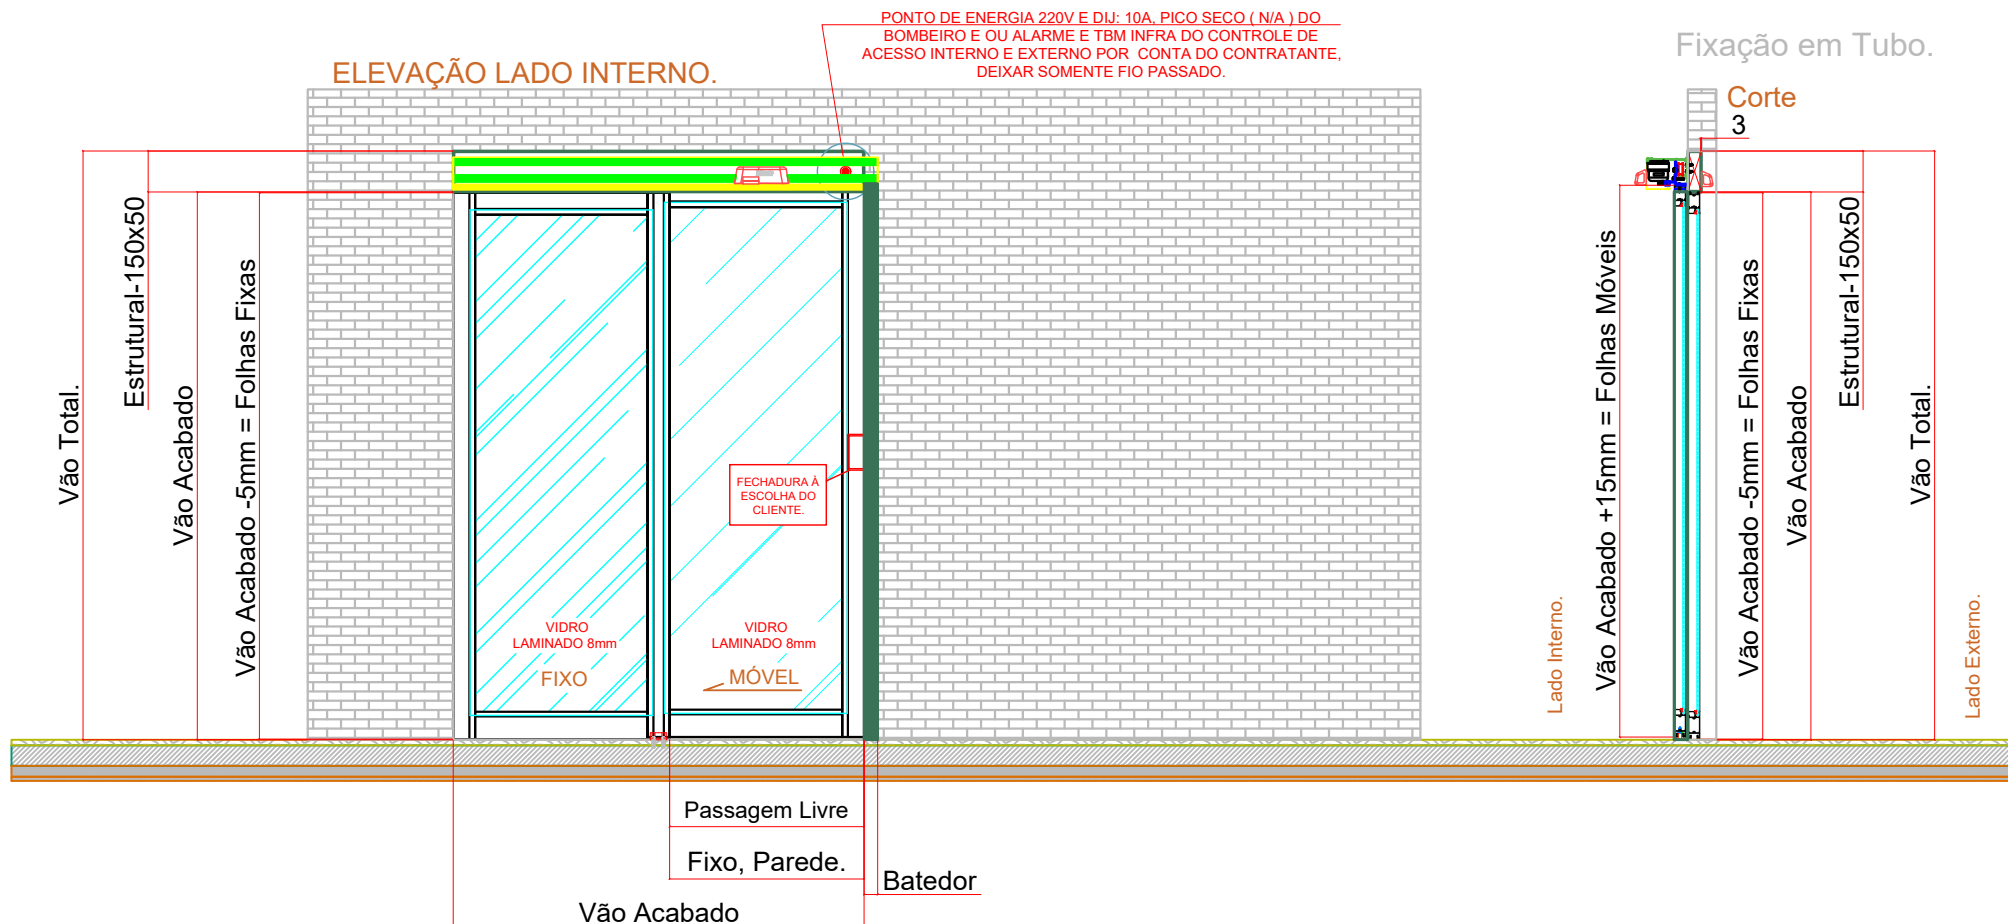 PONTO DE ENERGIA 220V E DIJ: 10A, PICO SECO ( N/A ) DO
BOMBEIRO E OU ALARME E TBM INFRA DO CONTROLE DE
ACESSO INTERNO E EXTERNO POR CONTA DO CONTRATANTE,
DEIXAR SOMENTE FIO PASSADO.
Fixação em Tubo.
ELEVAÇÃO LADO INTERNO.
Corte
3
Vão Total.
Estrutural-150x50
Vão Acabado
Vão Acabado -5mm = Folhas Fixas
FECHADURA À
ESCOLHA DO
CLIENTE.
VIDRO
LAMINADO 8mm
FIXO
VIDRO
LAMINADO 8mm
MÓVEL
Lado Interno.
Vão Acabado +15mm = Folhas Móveis
Vão Acabado -5mm = Folhas Fixas
Vão Acabado
Estrutural-150x50
Vão Total.
Lado Externo.
Passagem Livre
Fixo, Parede.
Batedor
Vão Acabado